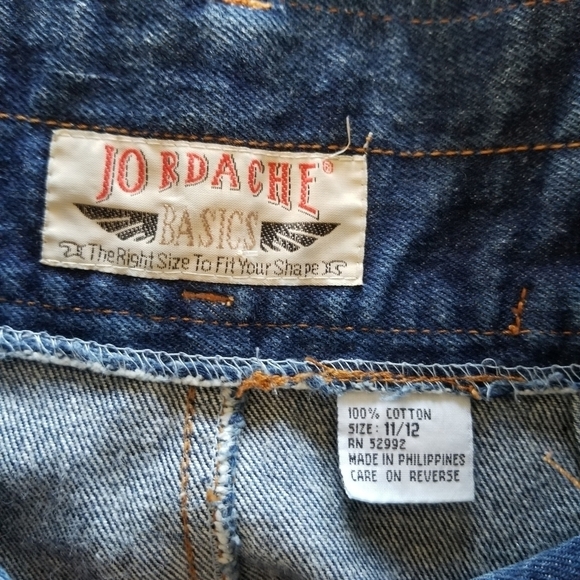 JORDACHE®
BASICS
The Right Size To Fit Your Shape
100% COTTON
SIZE: 11/12
RN 52992
MADE IN PHILIPPINES
CARE ON REVERSE